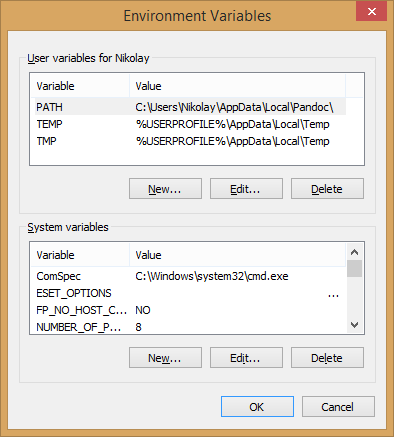 Environment Variables
User variables for Nikolay
Variable Value
PATH C:\Users\Nikolay\AppData\Local\Pandoc\
TEMP %USERPROFILE%\AppData\Local\Temp
TMP %USERPROFILE%\AppData\Local\Temp
New... Edit... Delete
System variables
Variable Value
ComSpec C:\Windows\system32\cmd.exe
ESET_OPTIONS ...
FP_NO_HOST_C... NO
NUMBER_OF_P... 8
New... Edit... Delete
OK Cancel